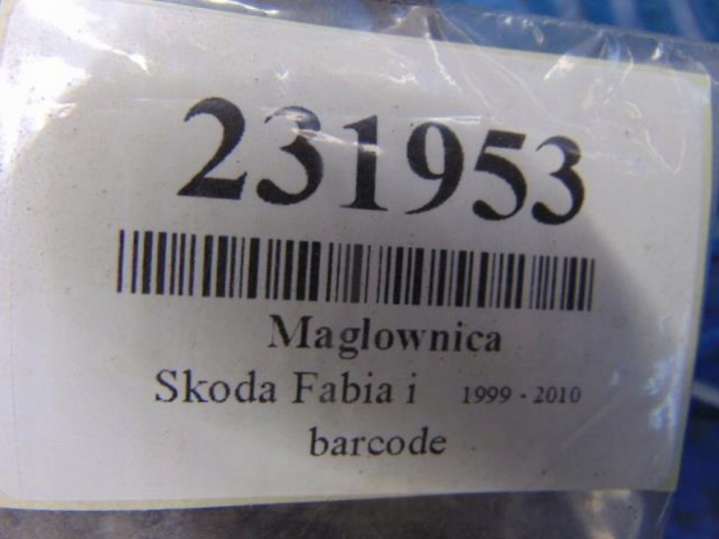 231953
Maglownica
Skoda Fabia i 1999 - 2010
barcode